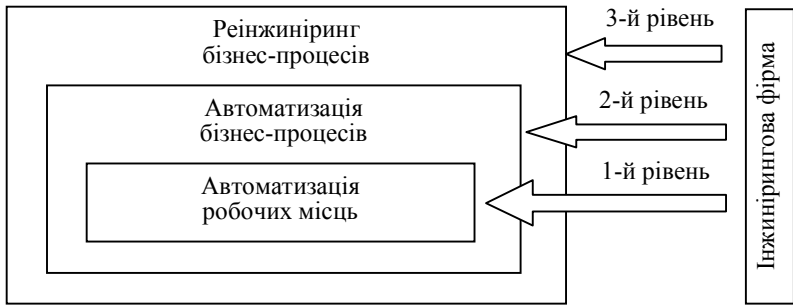 Реінжиніринг
бізнес-процесів
3-й рівень
Автоматизація
бізнес-процесів
2-й рівень
Автоматизація
робочих місць
1-й рівень
Інжинірингова фірма